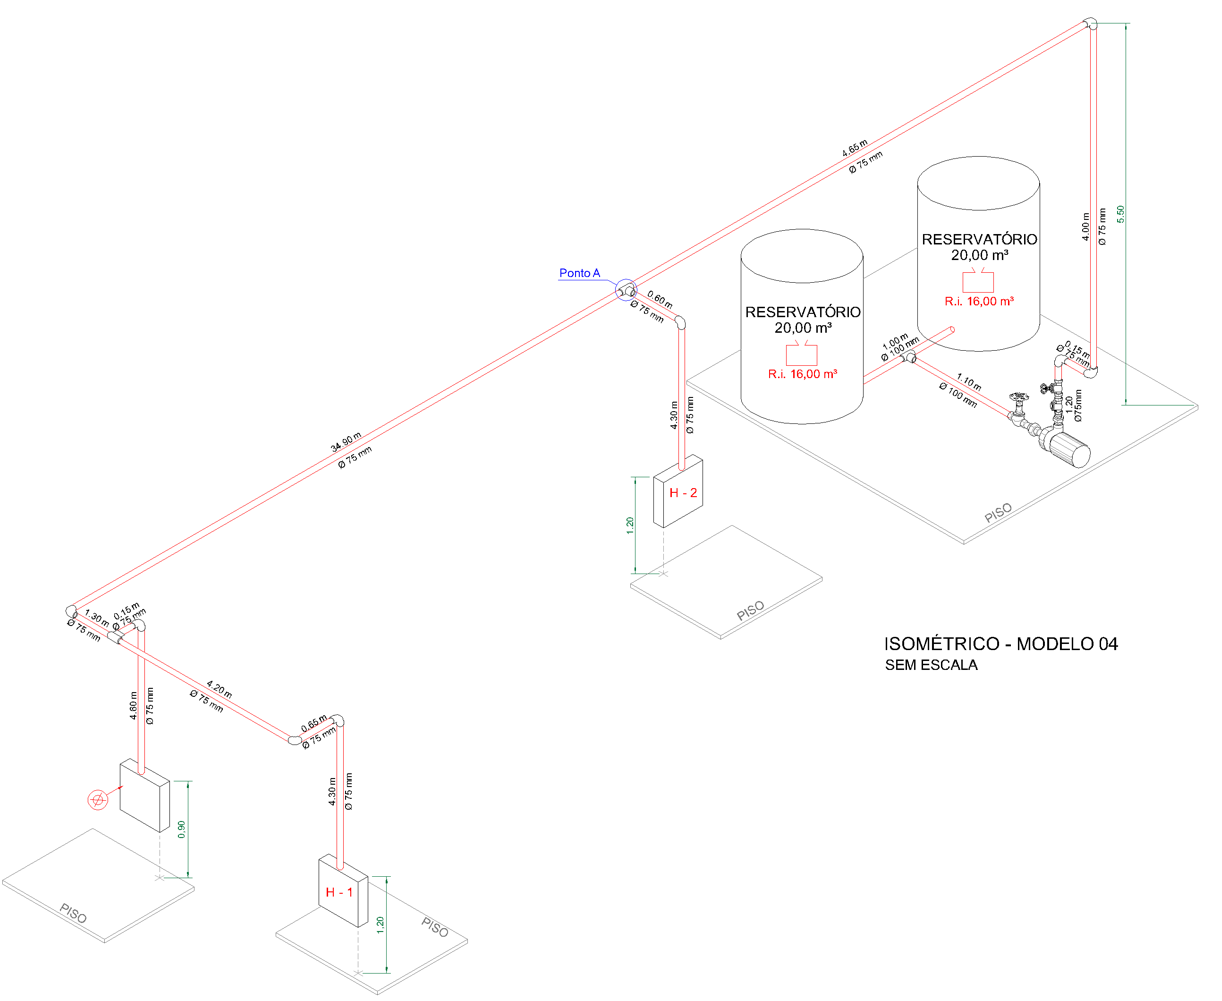 4.65 m
Ø 75 mm
4.00 m
Ø 75 mm
5.50
RESERVATÓRIO
20,00 m³
R.i. 16,00 m³
RESERVATÓRIO
20,00 m³
R.i. 16,00 m³
Ponto A
0.60 m
Ø 75 mm
1.00 m
Ø 100 mm
1.10 m
Ø 100 mm
0.15 m
Ø 75 mm
1.20
Ø75mm
4.30 m
Ø 75 mm
34.90 m
Ø 75 mm
H - 2
1.20
PISO
PISO
1.30 m
Ø 75 mm
0.15 m
Ø 75 mm
4.60 m
Ø 75 mm
4.20 m
Ø 75 mm
0.65 m
Ø 75 mm
4.30 m
Ø 75 mm
0.90
PISO
H - 1
1.20
PISO
ISOMÉTRICO - MODELO 04
SEM ESCALA